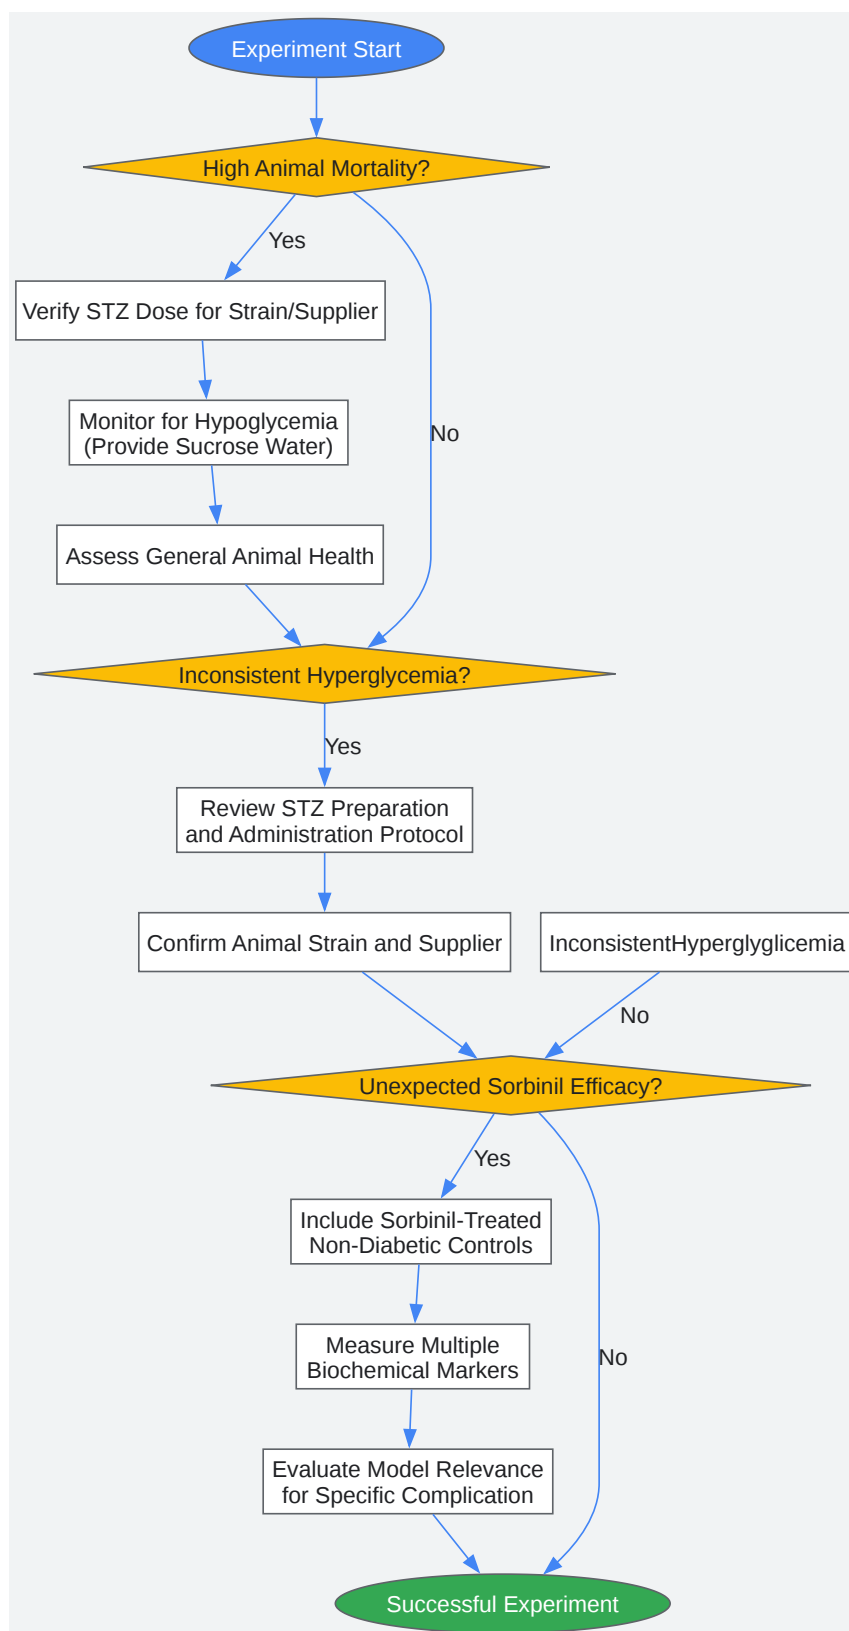 Experiment Start
High Animal Mortality?
Yes
Verify STZ Dose for Strain/Supplier
Monitor for Hypoglycemia
(Provide Sucrose Water)
No
Assess General Animal Health
Inconsistent Hyperglycemia?
Yes
Review STZ Preparation
and Administration Protocol
Confirm Animal Strain and Supplier
InconsistentHyperglyglicemia
No
Unexpected Sorbinil Efficacy?
Yes
Include Sorbinil-Treated
Non-Diabetic Controls
Measure Multiple
Biochemical Markers
No
Evaluate Model Relevance
for Specific Complication
Successful Experiment